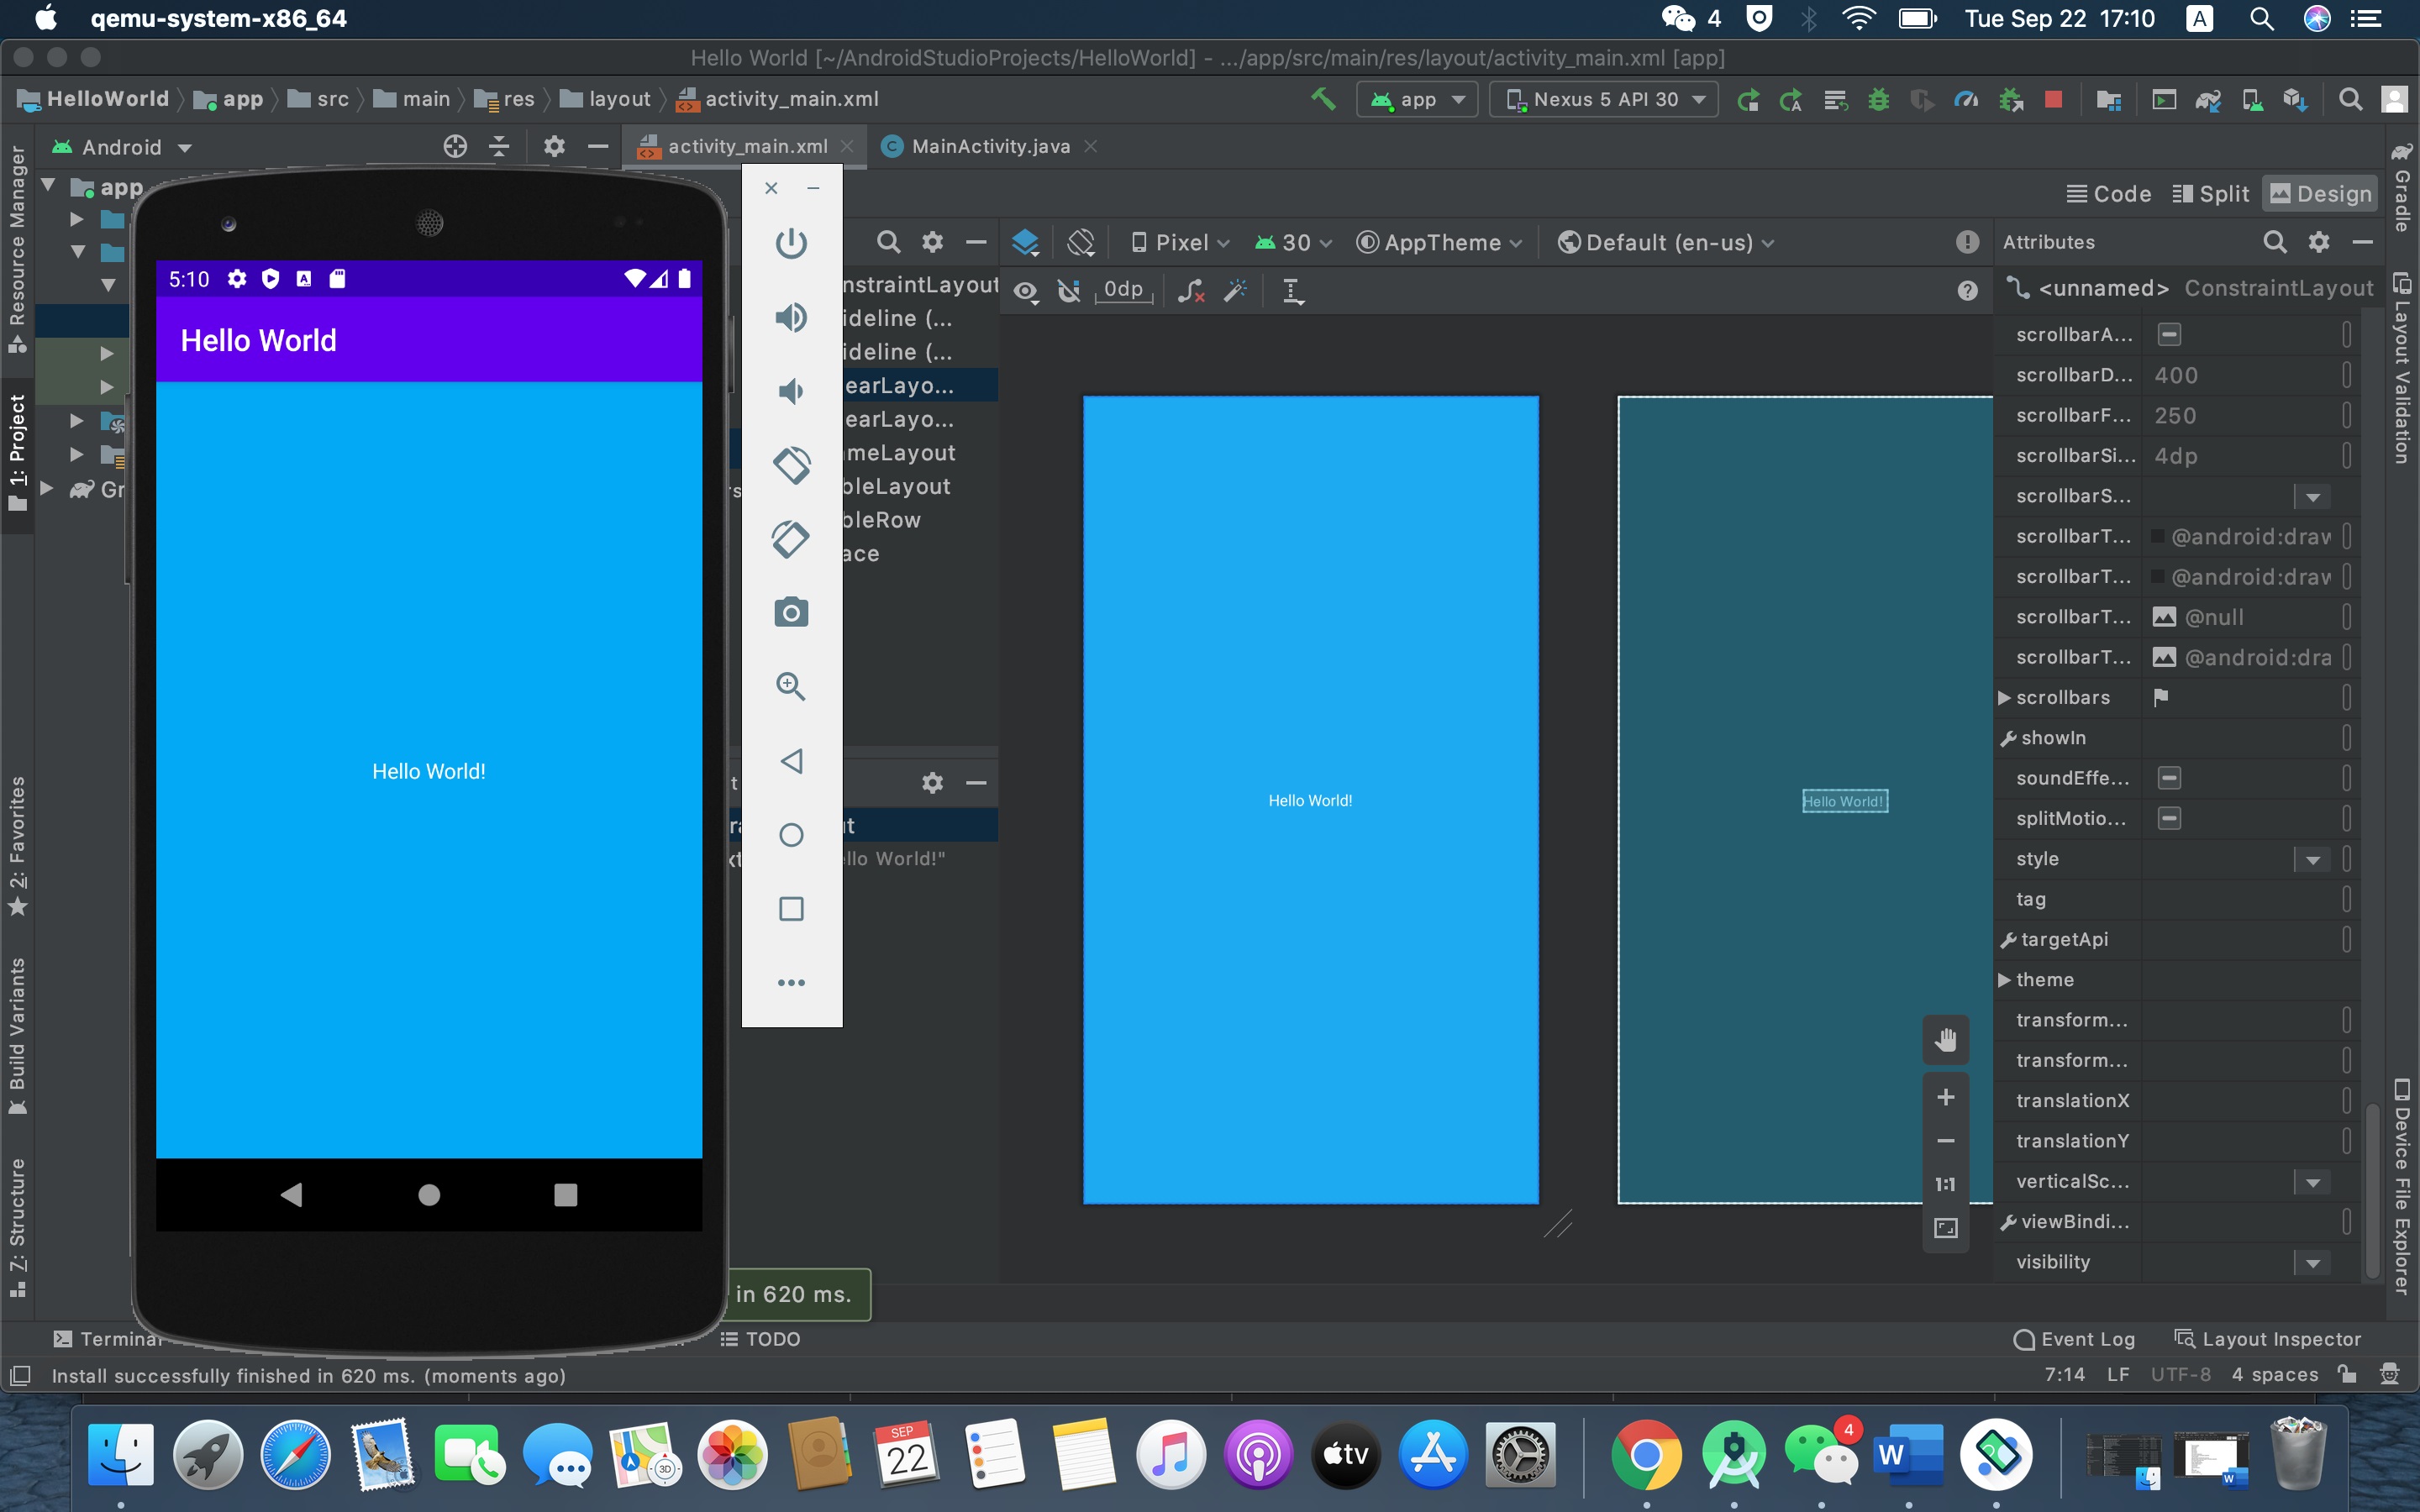 qemu-system-x86_64
4
Tue Sep 22 17:10
A
Hello World [~/AndroidStudioProjects/HelloWorld] - .../app/src/main/res/layout/activity_main.xml [app]
HelloWorld
app
src
main
res
layout
activity_main.xml
app
Nexus 5 API 30
Android
activity_main.xml
MainActivity.java
Code
Split
Design
Resource Manager
1: Project
2: Favorites
Build Variants
7: Structure
app
Gr
5:10
Hello World
Hello World!
nstraintLayout
ideline (...
ideline (...
earLayo...
earLayo...
meLayout
bleLayout
bleRow
ace
t
ut
llo World!"
Pixel
30
AppTheme
Default (en-us)
0dp
Hello World!
Hello World!
1:1
Attributes
<unnamed> ConstraintLayout
scrollbarA...
scrollbarD... 400
scrollbarF... 250
scrollbarSi... 4dp
scrollbarS...
scrollbarT... @android:draw
scrollbarT... @android:draw
scrollbarT... @null
scrollbarT... @android:dra
scrollbars
showIn
soundEffe...
splitMotio...
style
tag
targetApi
theme
transform...
transform...
translationX
translationY
verticalSc...
viewBindi...
visibility
Gradle
Layout Validation
Device File Explorer
in 620 ms.
Terminal
TODO
Event Log
Layout Inspector
Install successfully finished in 620 ms. (moments ago)
7:14 LF UTF-8 4 spaces
3D
SEP
22
tv
4
W